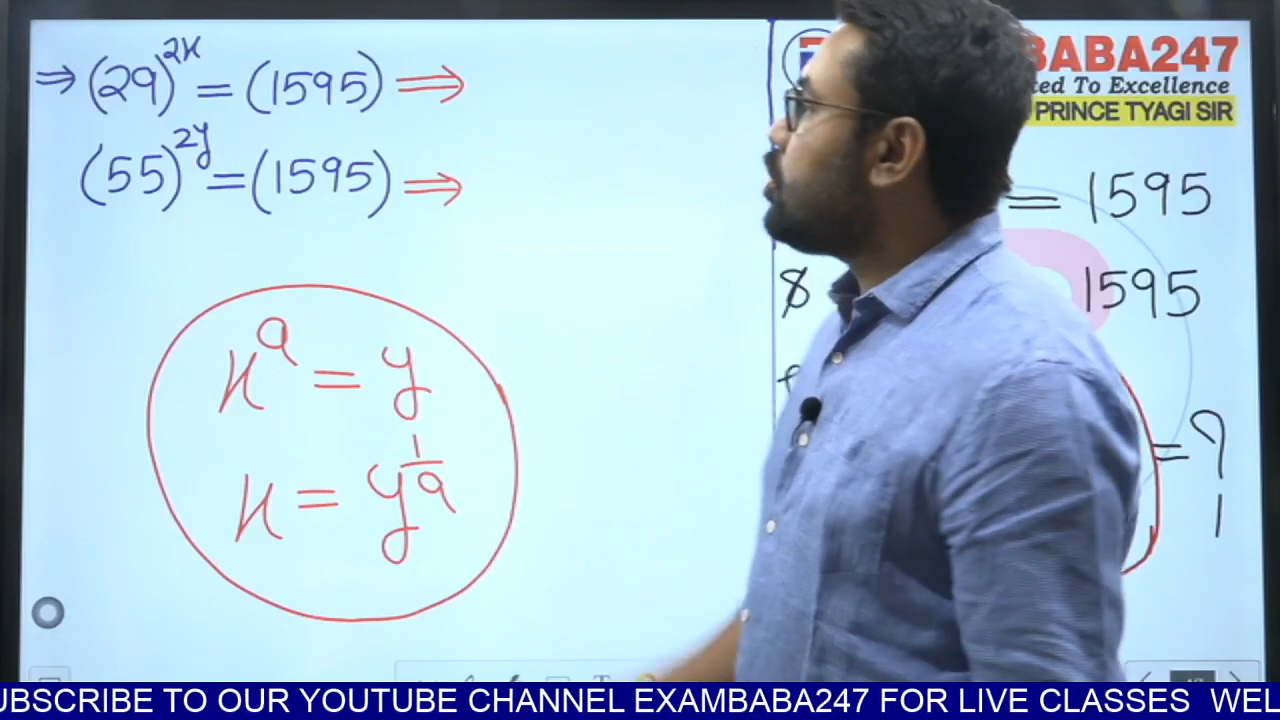 ⇒ (29)^2x = (1595) ⇒
(55)^2y = (1595) ⇒
x^a = y
x = y^1/a
BABA247
ted To Excellence
PRINCE TYAGI SIR
= 1595
8
1595
= ?
UBSCRIBE TO OUR YOUTUBE CHANNEL EXAMBABA247 FOR LIVE CLASSES WEL